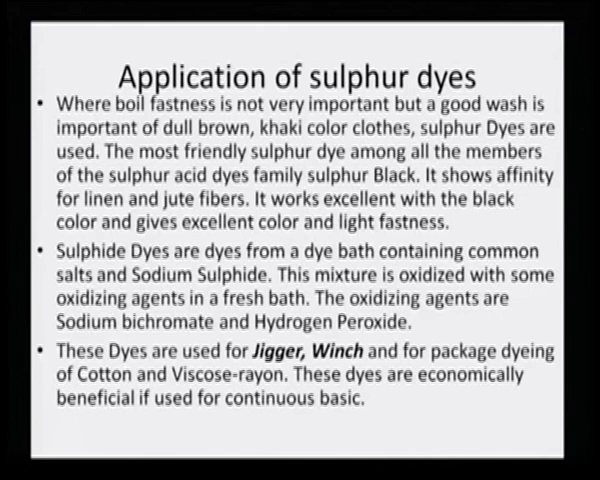 Application of sulphur dyes
• Where boil fastness is not very important but a good wash is
important of dull brown, khaki color clothes, sulphur Dyes are
used. The most friendly sulphur dye among all the members
of the sulphur acid dyes family sulphur Black. It shows affinity
for linen and jute fibers. It works excellent with the black
color and gives excellent color and light fastness.
• Sulphide Dyes are dyes from a dye bath containing common
salts and Sodium Sulphide. This mixture is oxidized with some
oxidizing agents in a fresh bath. The oxidizing agents are
Sodium bichromate and Hydrogen Peroxide.
• These Dyes are used for Jigger, Winch and for package dyeing
of Cotton and Viscose-rayon. These dyes are economically
beneficial if used for continuous basic.